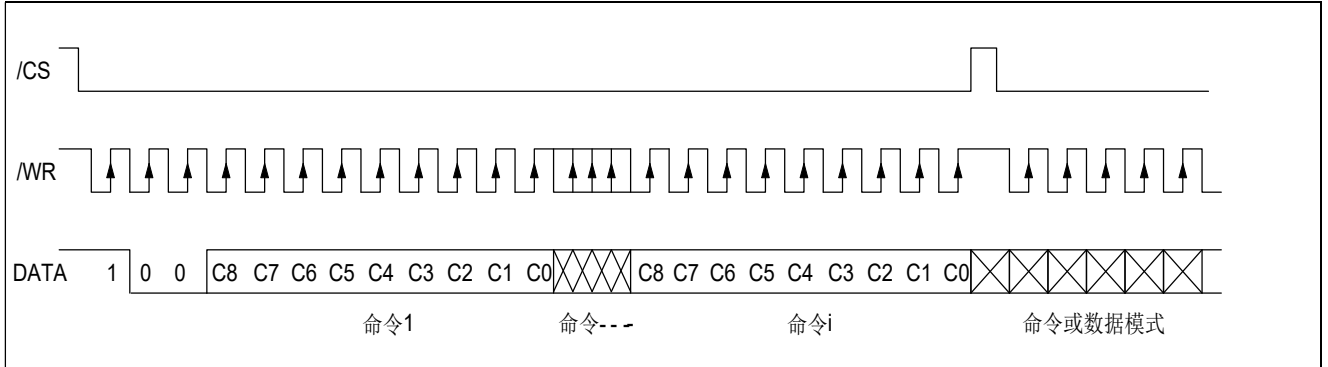 /CS
/WR
DATA 1 0 0 C8 C7 C6 C5 C4 C3 C2 C1 C0 C8 C7 C6 C5 C4 C3 C2 C1 C0
命令1 命令---- 命令i 命令或数据模式